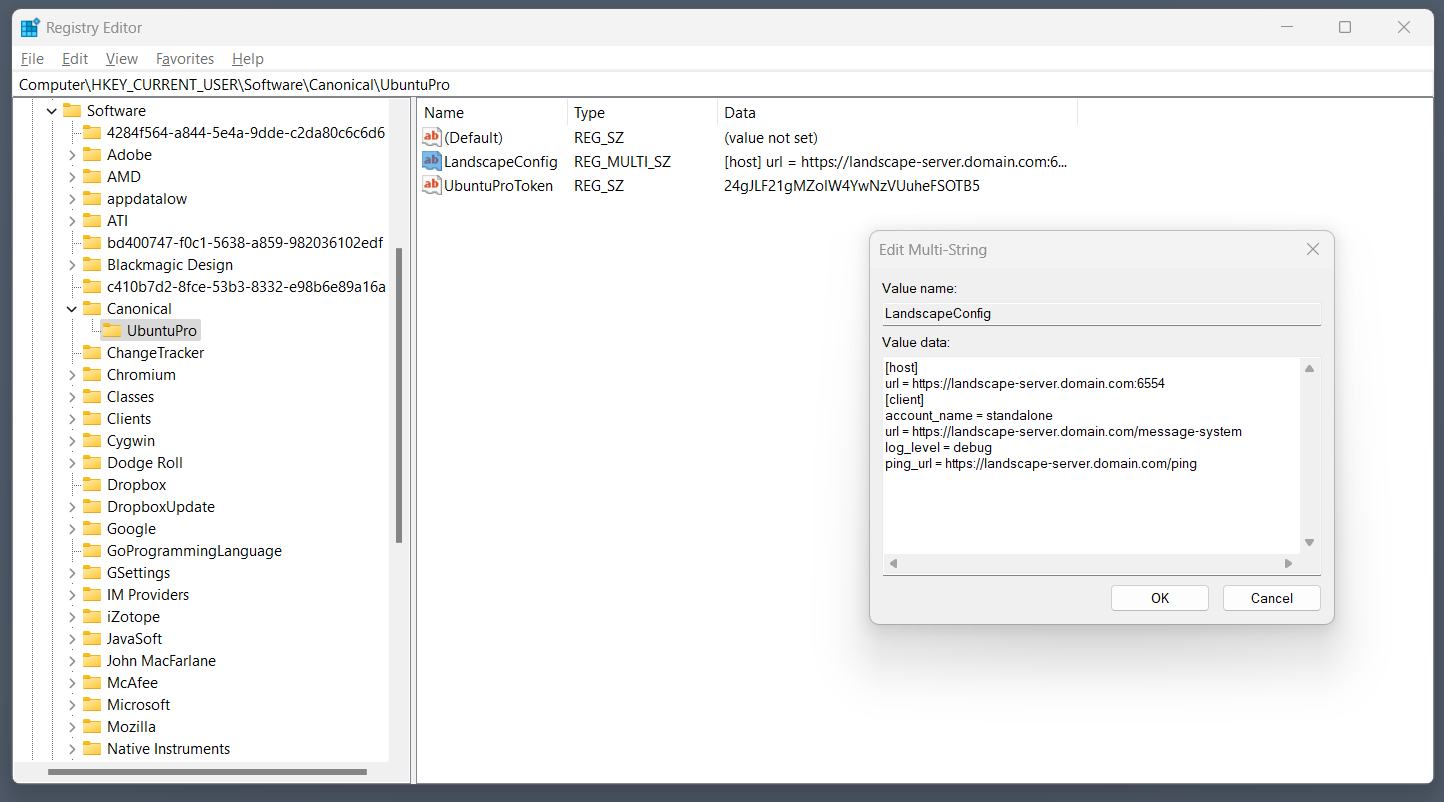 Registry Editor
File Edit View Favorites Help
Computer\HKEY_CURRENT_USER\Software\Canonical\UbuntuPro
Software
4284f564-a844-5e4a-9dde-c2da80c6c6d6
Adobe
AMD
appdatalow
ATI
bd400747-f0c1-5638-a859-982036102edf
Blackmagic Design
c410b7d2-8fce-53b3-8332-e98b6e89a16a
Canonical
UbuntuPro
ChangeTracker
Chromium
Classes
Clients
Cygwin
Dodge Roll
Dropbox
DropboxUpdate
Google
GoProgrammingLanguage
GSettings
IM Providers
iZotope
JavaSoft
John MacFarlane
McAfee
Microsoft
Mozilla
Native Instruments
Name Type Data
(Default) REG_SZ (value not set)
LandscapeConfig REG_MULTI_SZ [host] url = https://landscape-server.domain.com:6...
UbuntuProToken REG_SZ 24gJLF21gMZolW4YwNzVUuheFSOTB5
Edit Multi-String
Value name:
LandscapeConfig
Value data:
[host]
url = https://landscape-server.domain.com:6554
[client]
account_name = standalone
url = https://landscape-server.domain.com/message-system
log_level = debug
ping_url = https://landscape-server.domain.com/ping
OK Cancel